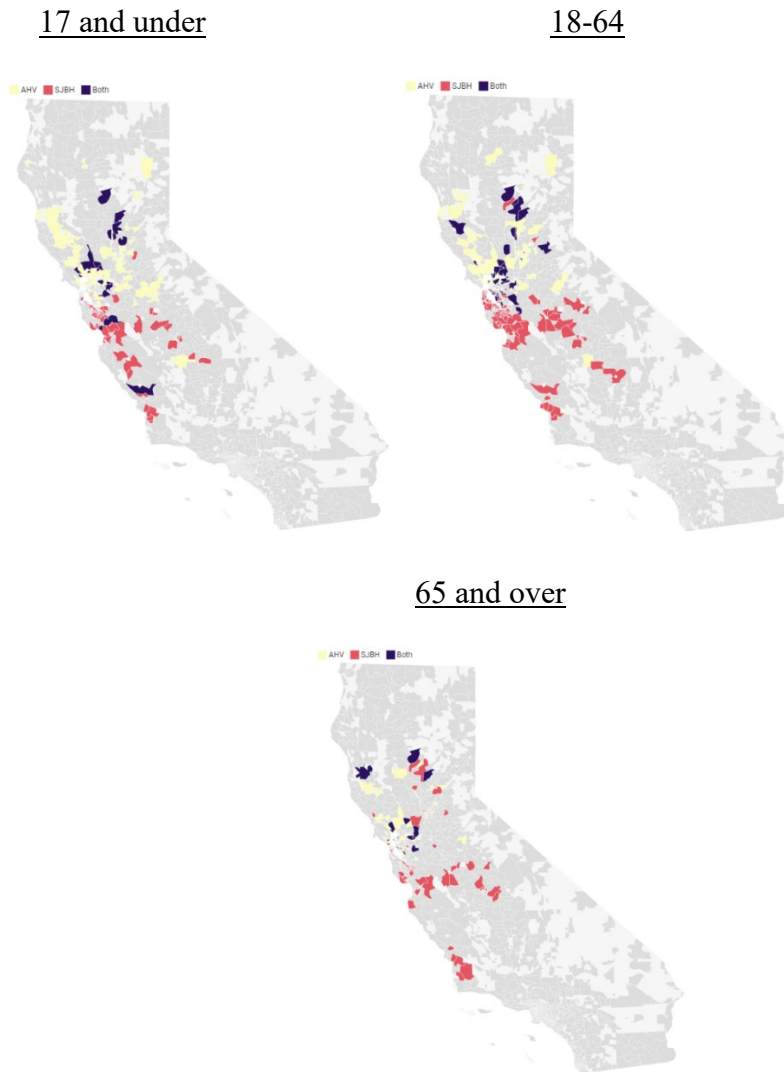 17 and under
18-64
AHV SJBH Both
AHV SJBH Both
65 and over
AHV SJBH Both